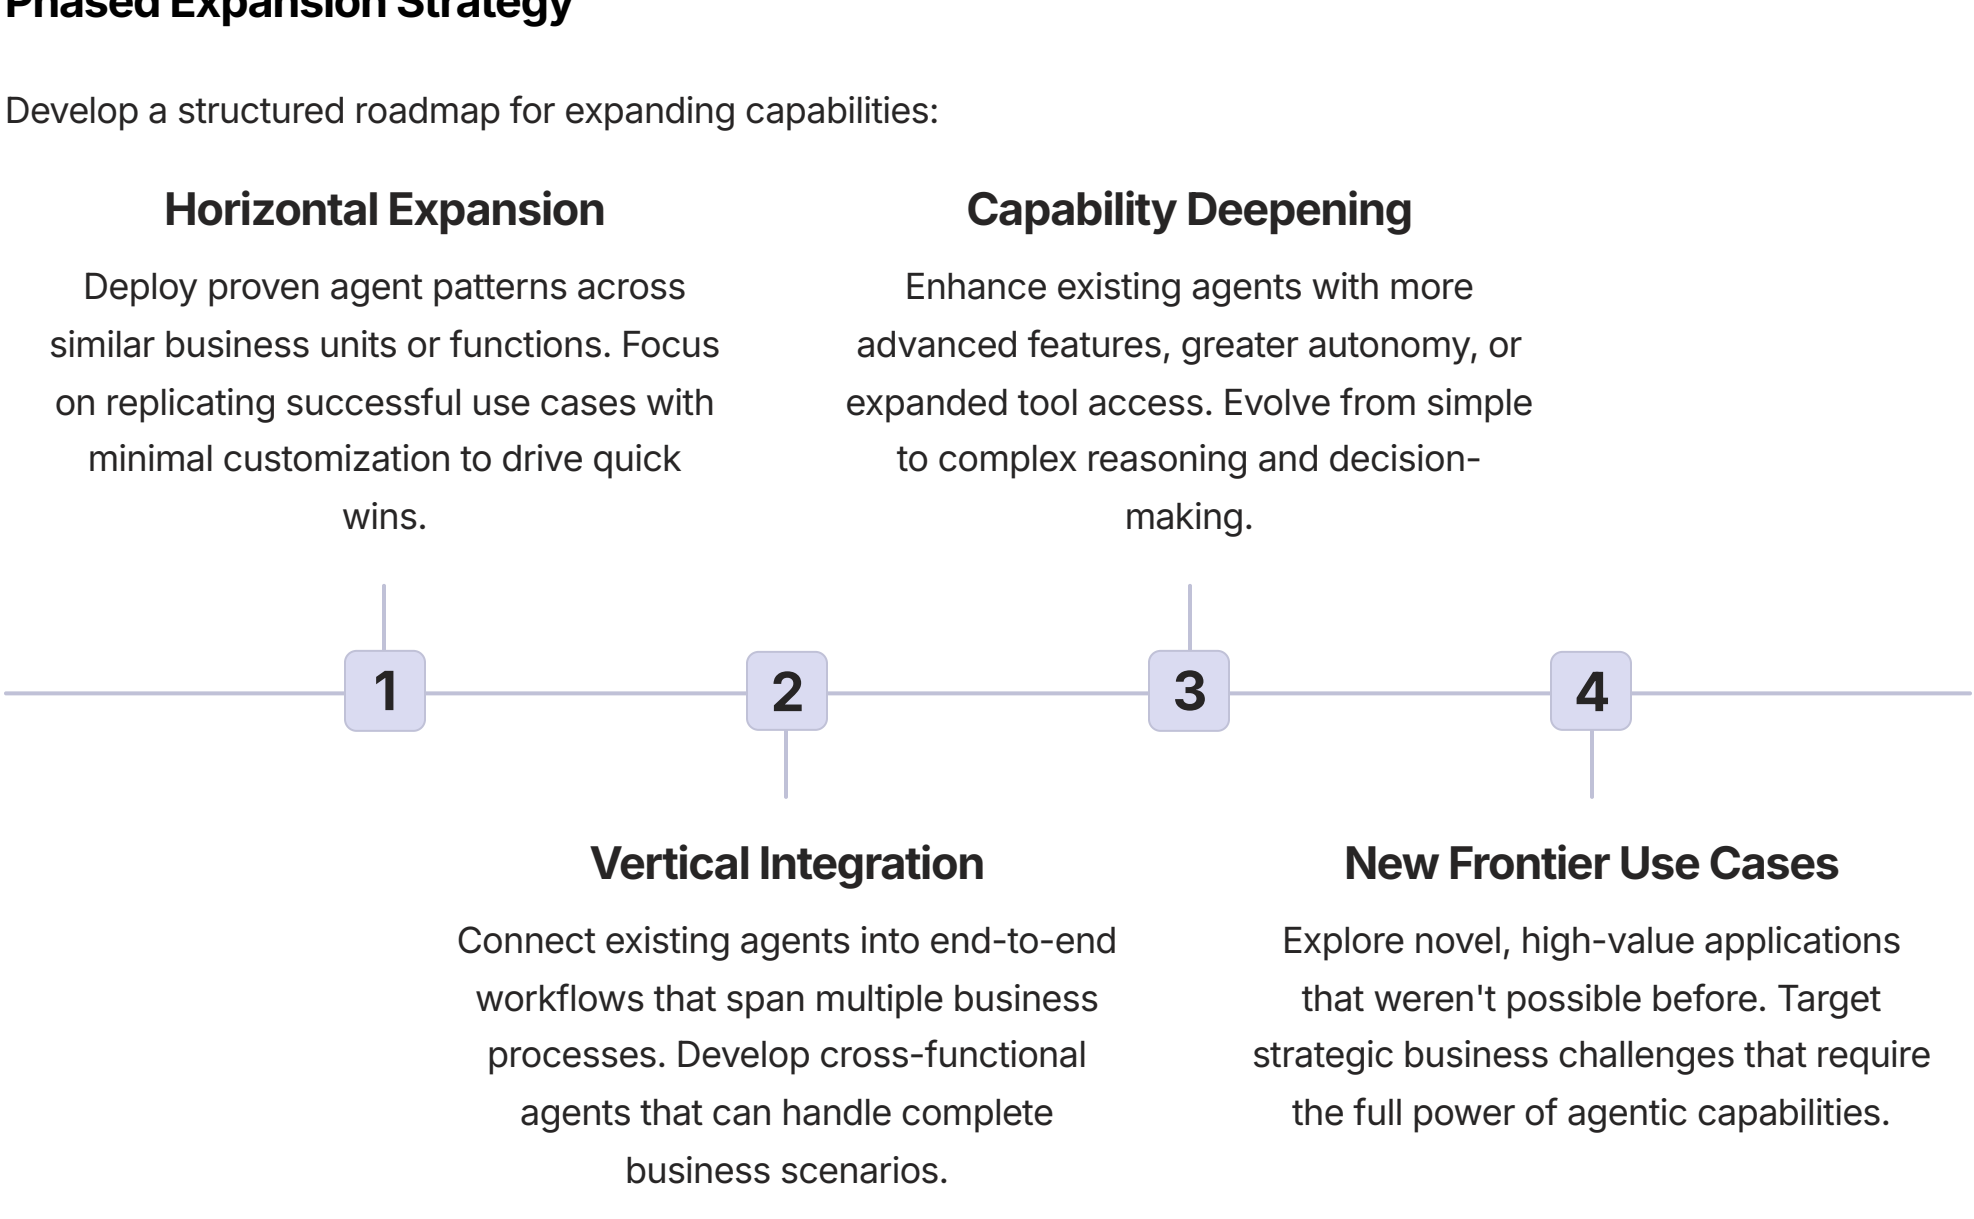 Phased Expansion Strategy
Develop a structured roadmap for expanding capabilities:
Horizontal Expansion
Deploy proven agent patterns across
similar business units or functions. Focus
on replicating successful use cases with
minimal customization to drive quick
wins.
Capability Deepening
Enhance existing agents with more
advanced features, greater autonomy, or
expanded tool access. Evolve from simple
to complex reasoning and decision-
making.
1
2
3
4
Vertical Integration
Connect existing agents into end-to-end
workflows that span multiple business
processes. Develop cross-functional
agents that can handle complete
business scenarios.
New Frontier Use Cases
Explore novel, high-value applications
that weren't possible before. Target
strategic business challenges that require
the full power of agentic capabilities.